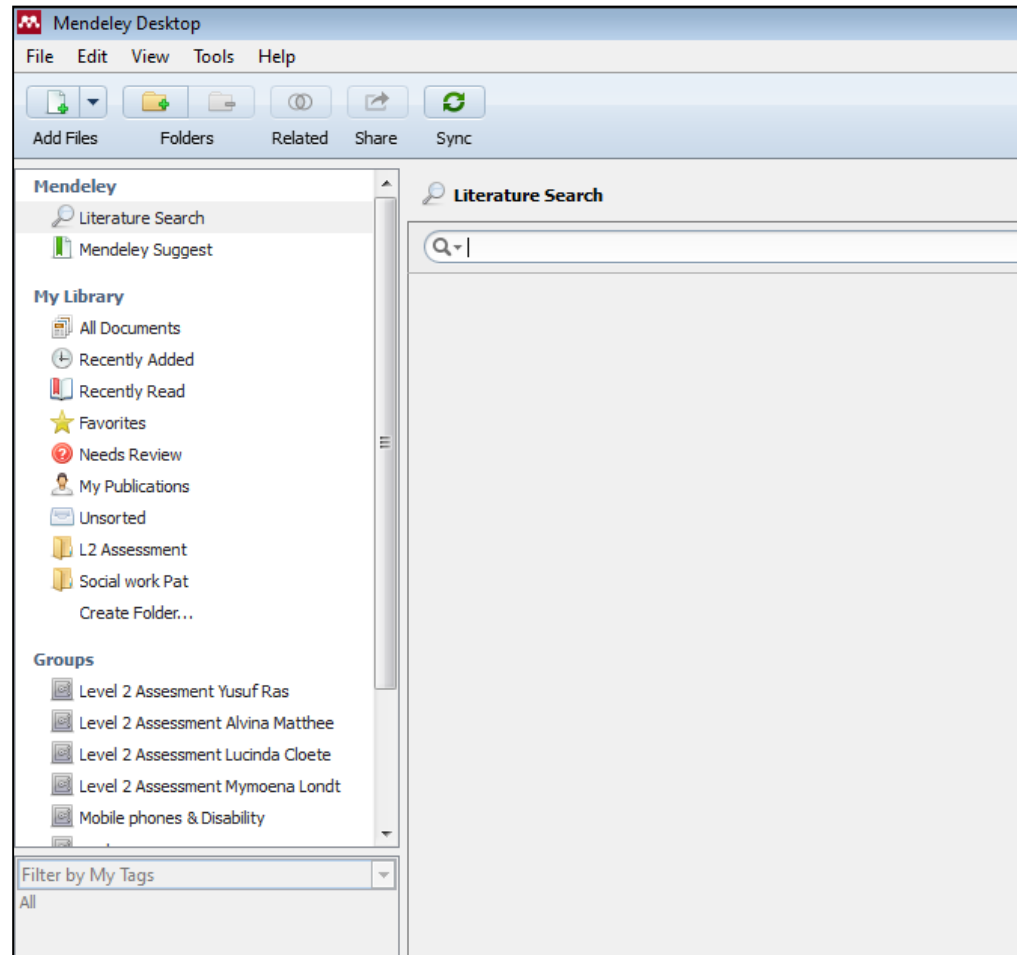 Mendeley Desktop
File Edit View Tools Help
Add Files Folders Related Share Sync
Mendeley
Literature Search
Mendeley Suggest
My Library
All Documents
Recently Added
Recently Read
Favorites
Needs Review
My Publications
Unsorted
L2 Assessment
Social work Pat
Create Folder...
Groups
Level 2 Assesment Yusuf Ras
Level 2 Assessment Alvina Matthee
Level 2 Assessment Lucinda Cloete
Level 2 Assessment Mymoena Londt
Mobile phones & Disability
Filter by My Tags
All
Literature Search